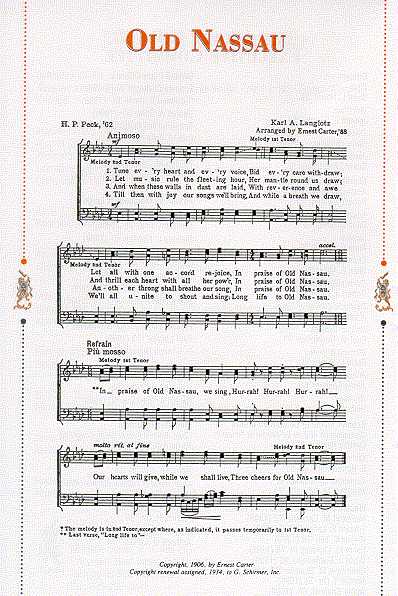 OLD NASSAU
H. P. Peck, '62
Karl A. Langlotz
Arranged by Ernest Carter, '88
Animoso
Melody 1st Tenor
Melody 2nd Tenor
1. Tune ev-'ry heart and ev-'ry voice, Bid ev'ry care with-draw;
2. Let mu-sic rule the fleet-ing hour, Her man-tle round us draw;
3. And when these walls in dust are laid, With rev-er-ence and awe
4. Till then with joy our songs we'll bring, And while a breath we draw,
accel.
Melody 2nd Tenor
Let all with one ac-cord re-joice, In praise of Old Nas-sau.
And thrill each heart with all her pow'r, In praise of Old Nas-sau.
An-oth-er throng shall breathe our song, In praise of Old Nas-sau.
We'll all u-nite to shout and sing: Long life to Old Nas-sau.
Refrain
Più mosso
Melody 1st Tenor
**In praise of Old Nas-sau, we sing, Hur-rah! Hur-rah! Hur-rah!
molto rit. al fine
Melody 2nd Tenor
Our hearts will give, while we shall live, Three cheers for Old Nas-sau.
* The melody is in 2nd Tenor, except where, as indicated, it passes temporarily to 1st Tenor.
** Last verse, "Long life to"—
Copyright, 1906, by Ernest Carter
Copyright renewal assigned, 1934, to G. Schirmer, Inc.